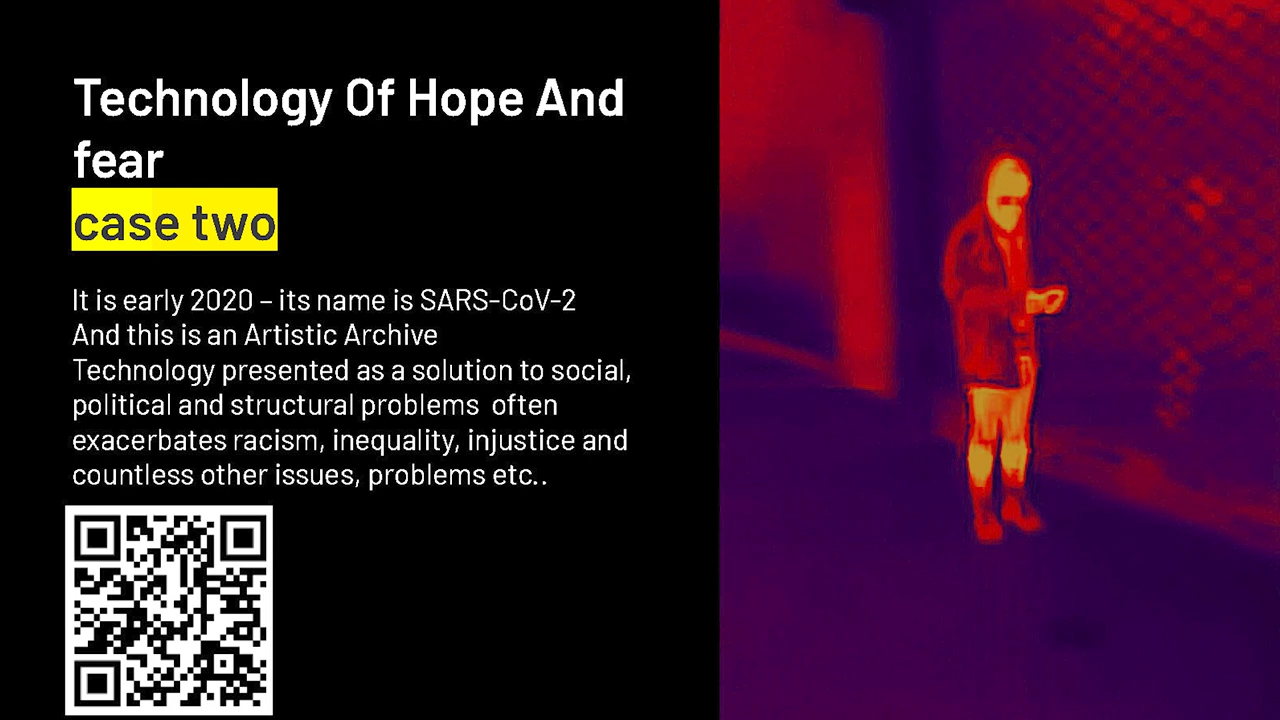 Technology Of Hope And
fear
case two
It is early 2020 – its name is SARS-CoV-2
And this is an Artistic Archive
Technology presented as a solution to social,
political and structural problems  often
exacerbates racism, inequality, injustice and
countless other issues, problems etc..